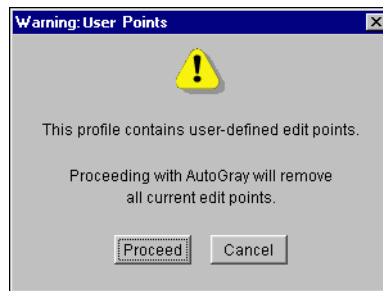 Warning: User Points
This profile contains user-defined edit points.
Proceeding with AutoGray will remove
all current edit points.
Proceed
Cancel